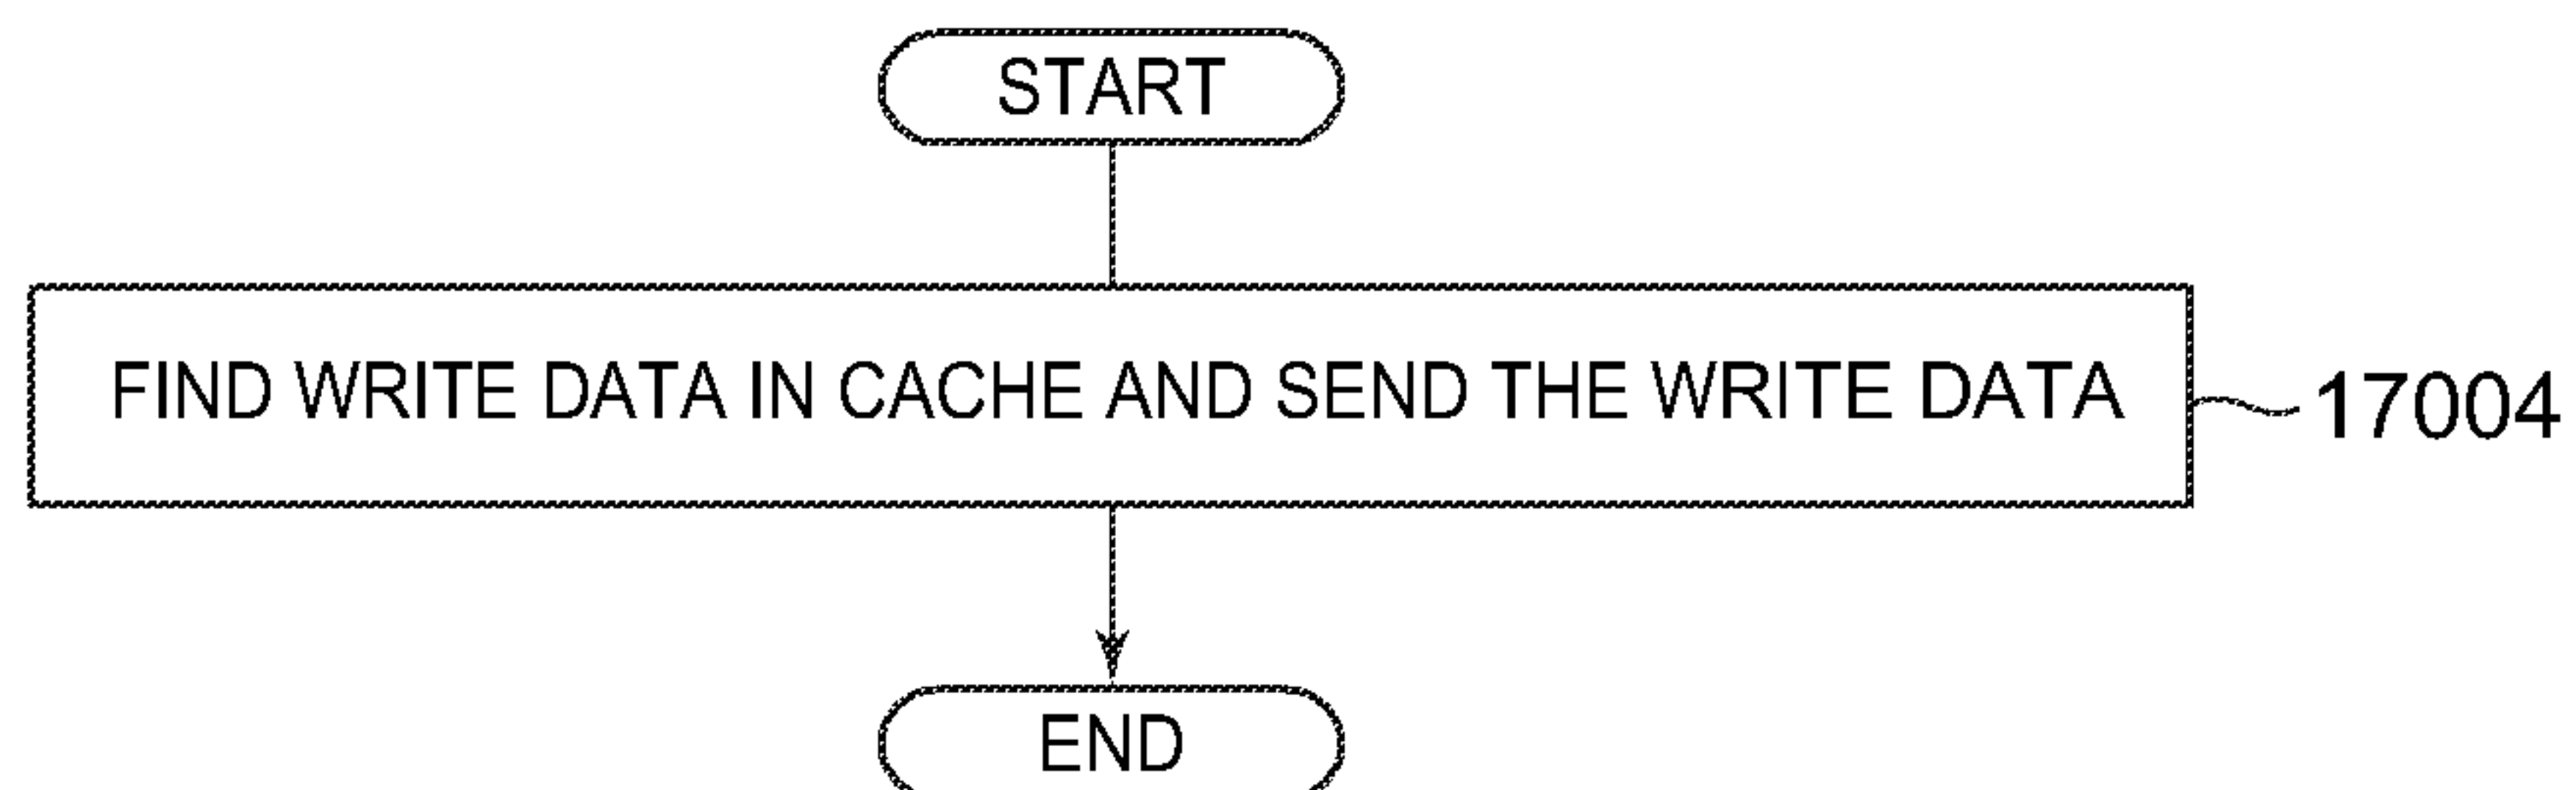 START
FIND WRITE DATA IN CACHE AND SEND THE WRITE DATA
17004
END